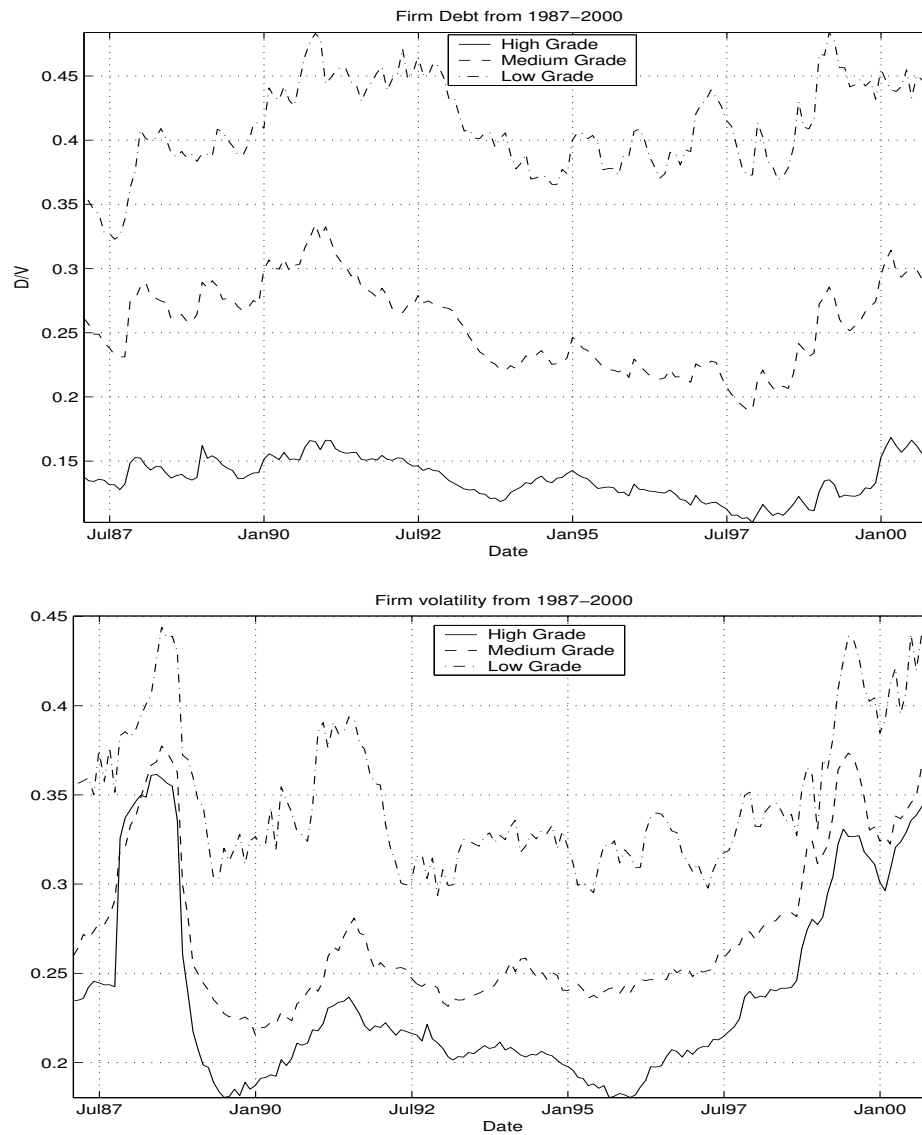 Firm Debt from 1987−2000
High Grade
Medium Grade
Low Grade
0.45
0.4
0.35
0.3
0.25
0.2
0.15
D/V
Jul87 Jan90 Jul92 Jan95 Jul97 Jan00
Date
Firm volatility from 1987−2000
High Grade
Medium Grade
Low Grade
0.45
0.4
0.35
0.3
0.25
0.2
Jul87 Jan90 Jul92 Jan95 Jul97 Jan00
Date